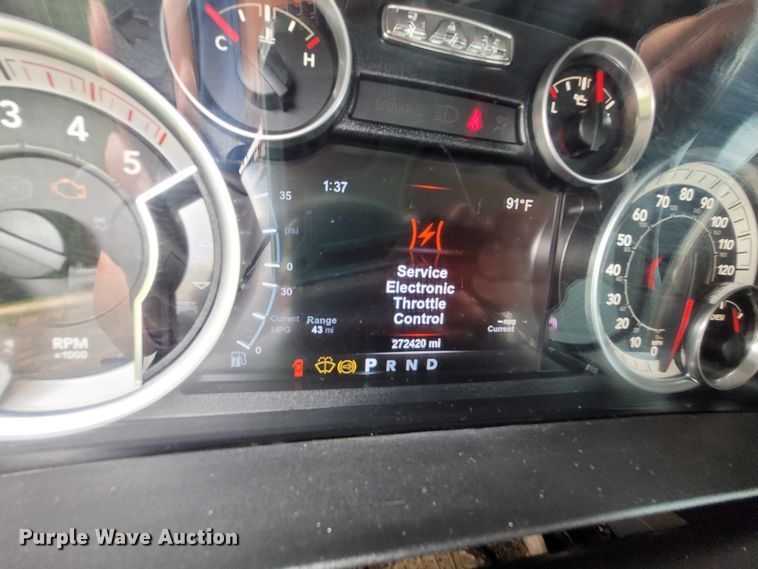 C H
BRAKE
L H
3 4 5
1:37
91°F
35
psi
0
30
0
Service
Electronic
Throttle
Control
Current
MPG
Range
43 mi
--mpg
Current
272420 mi
P R N D
RPM
x1000
10 20 30 40 50 60 70 80 90 100 110 120
MPH
DIESEL
Purple Wave Auction